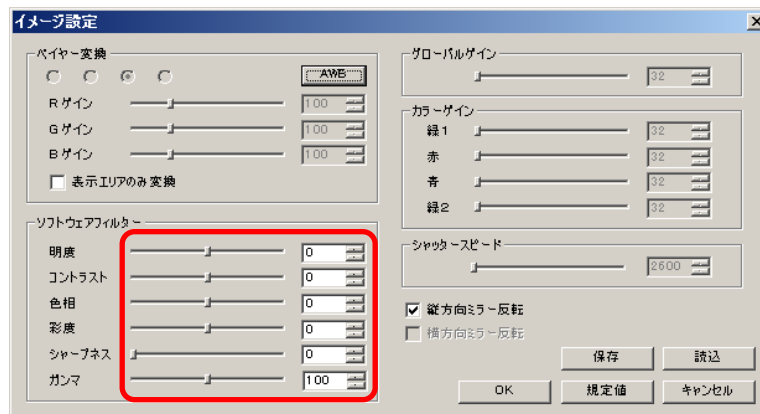 イメージ設定
ベイヤー変換
AWB
Rゲイン 100
Gゲイン 100
Bゲイン 100
表示エリアのみ変換
ソフトウェアフィルター
明度 0
コントラスト 0
色相 0
彩度 0
シャープネス 0
ガンマ 100
グローバルゲイン
32
カラーゲイン
緑1 32
赤 32
青 32
緑2 32
シャッタースピード
2600
縦方向ミラー反転
横方向ミラー反転
保存 読込
OK 規定値 キャンセル